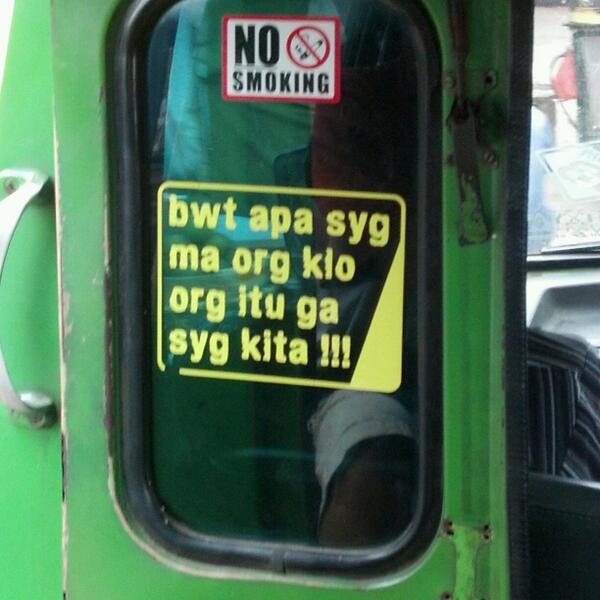 NO
SMOKING
bwt apa syg
ma org klo
org itu ga
syg kita !!!